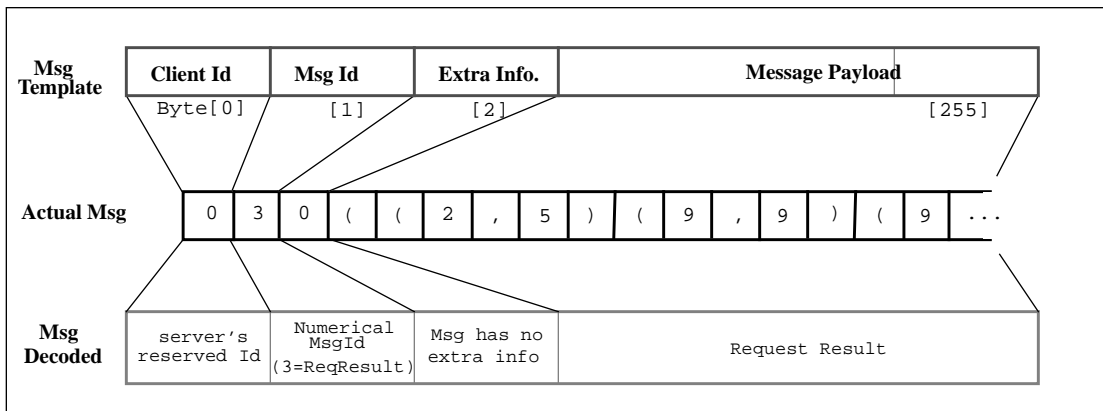 Msg Template
Client Id Msg Id Extra Info. Message Payload
Byte[0] [1] [2] [255]
Actual Msg 0 3 0 ( ( 2 , 5 ) ( 9 , 9 ) ( 9 ...
Msg Decoded
server's reserved Id
Numerical MsgId (3=ReqResult)
Msg has no extra info
Request Result